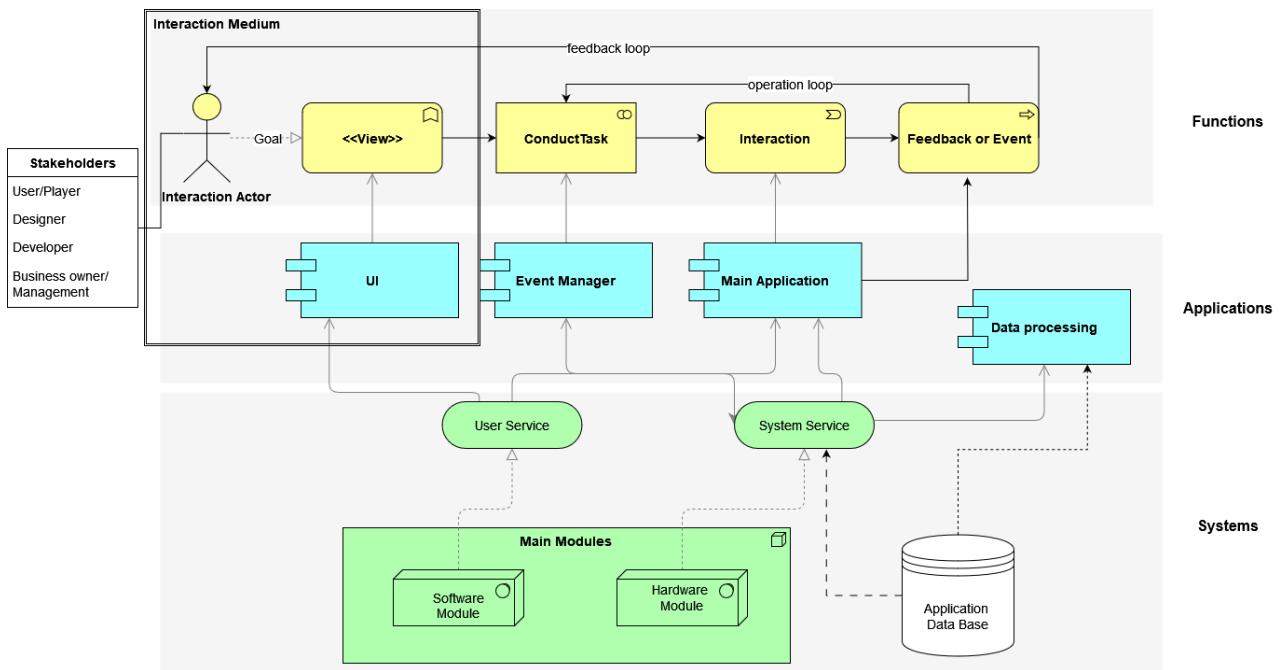 Interaction Medium
feedback loop
operation loop
Functions
Goal
<<View>>
ConductTask
Interaction
Feedback or Event
Stakeholders
User/Player
Designer
Developer
Business owner/
Management
Interaction Actor
UI
Event Manager
Main Application
Data processing
Applications
User Service
System Service
Systems
Main Modules
Software
Module
Hardware
Module
Application
Data Base